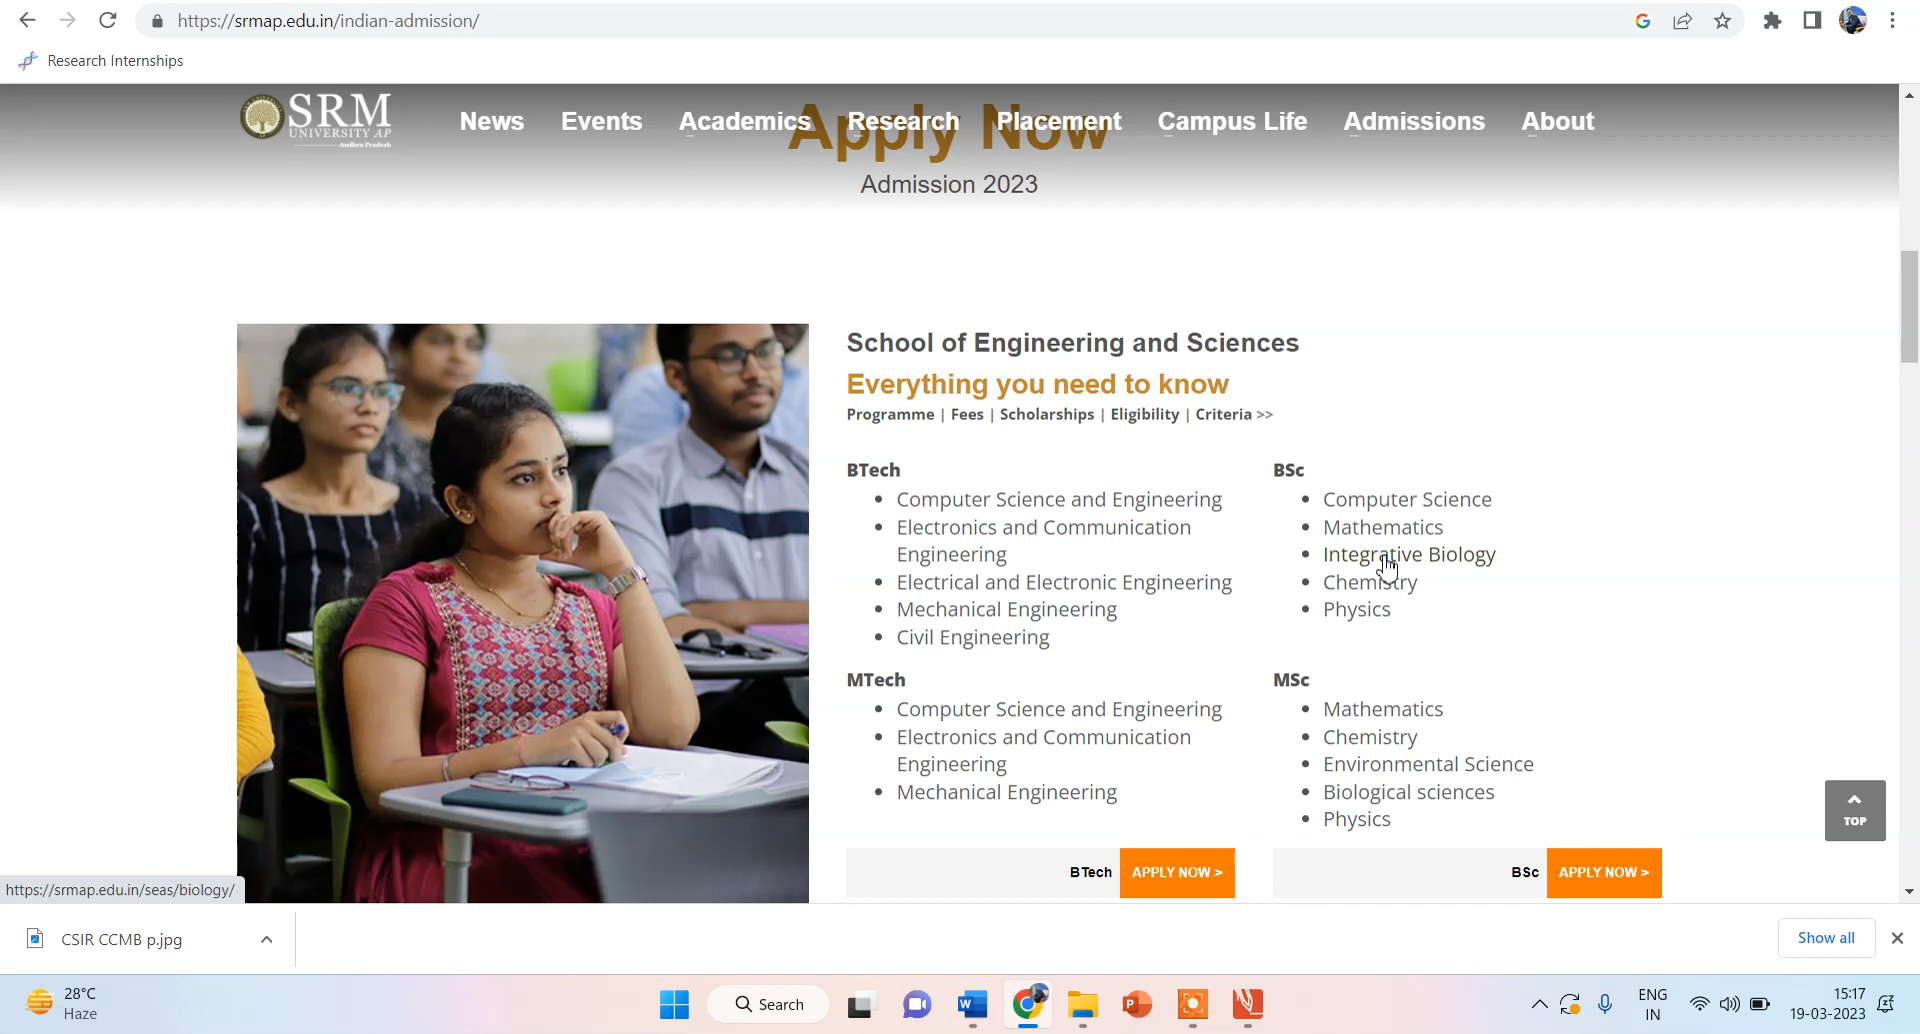 https://srmap.edu.in/indian-admission/
Research Internships
SRM
UNIVERSITY AP
Andhra Pradesh
News Events Academics Research Placement Campus Life Admissions About
Apply Now
Admission 2023
School of Engineering and Sciences
Everything you need to know
Programme | Fees | Scholarships | Eligibility | Criteria >>
BTech
• Computer Science and Engineering
• Electronics and Communication
Engineering
• Electrical and Electronic Engineering
• Mechanical Engineering
• Civil Engineering
BSc
• Computer Science
• Mathematics
• Integrative Biology
• Chemistry
• Physics
MTech
• Computer Science and Engineering
• Electronics and Communication
Engineering
• Mechanical Engineering
MSc
• Mathematics
• Chemistry
• Environmental Science
• Biological sciences
• Physics
BTech APPLY NOW >
BSc APPLY NOW >
TOP
https://srmap.edu.in/seas/biology/
CSIR CCMB p.jpg
Show all
28°C
Haze
Search
ENG
IN
15:17
19-03-2023